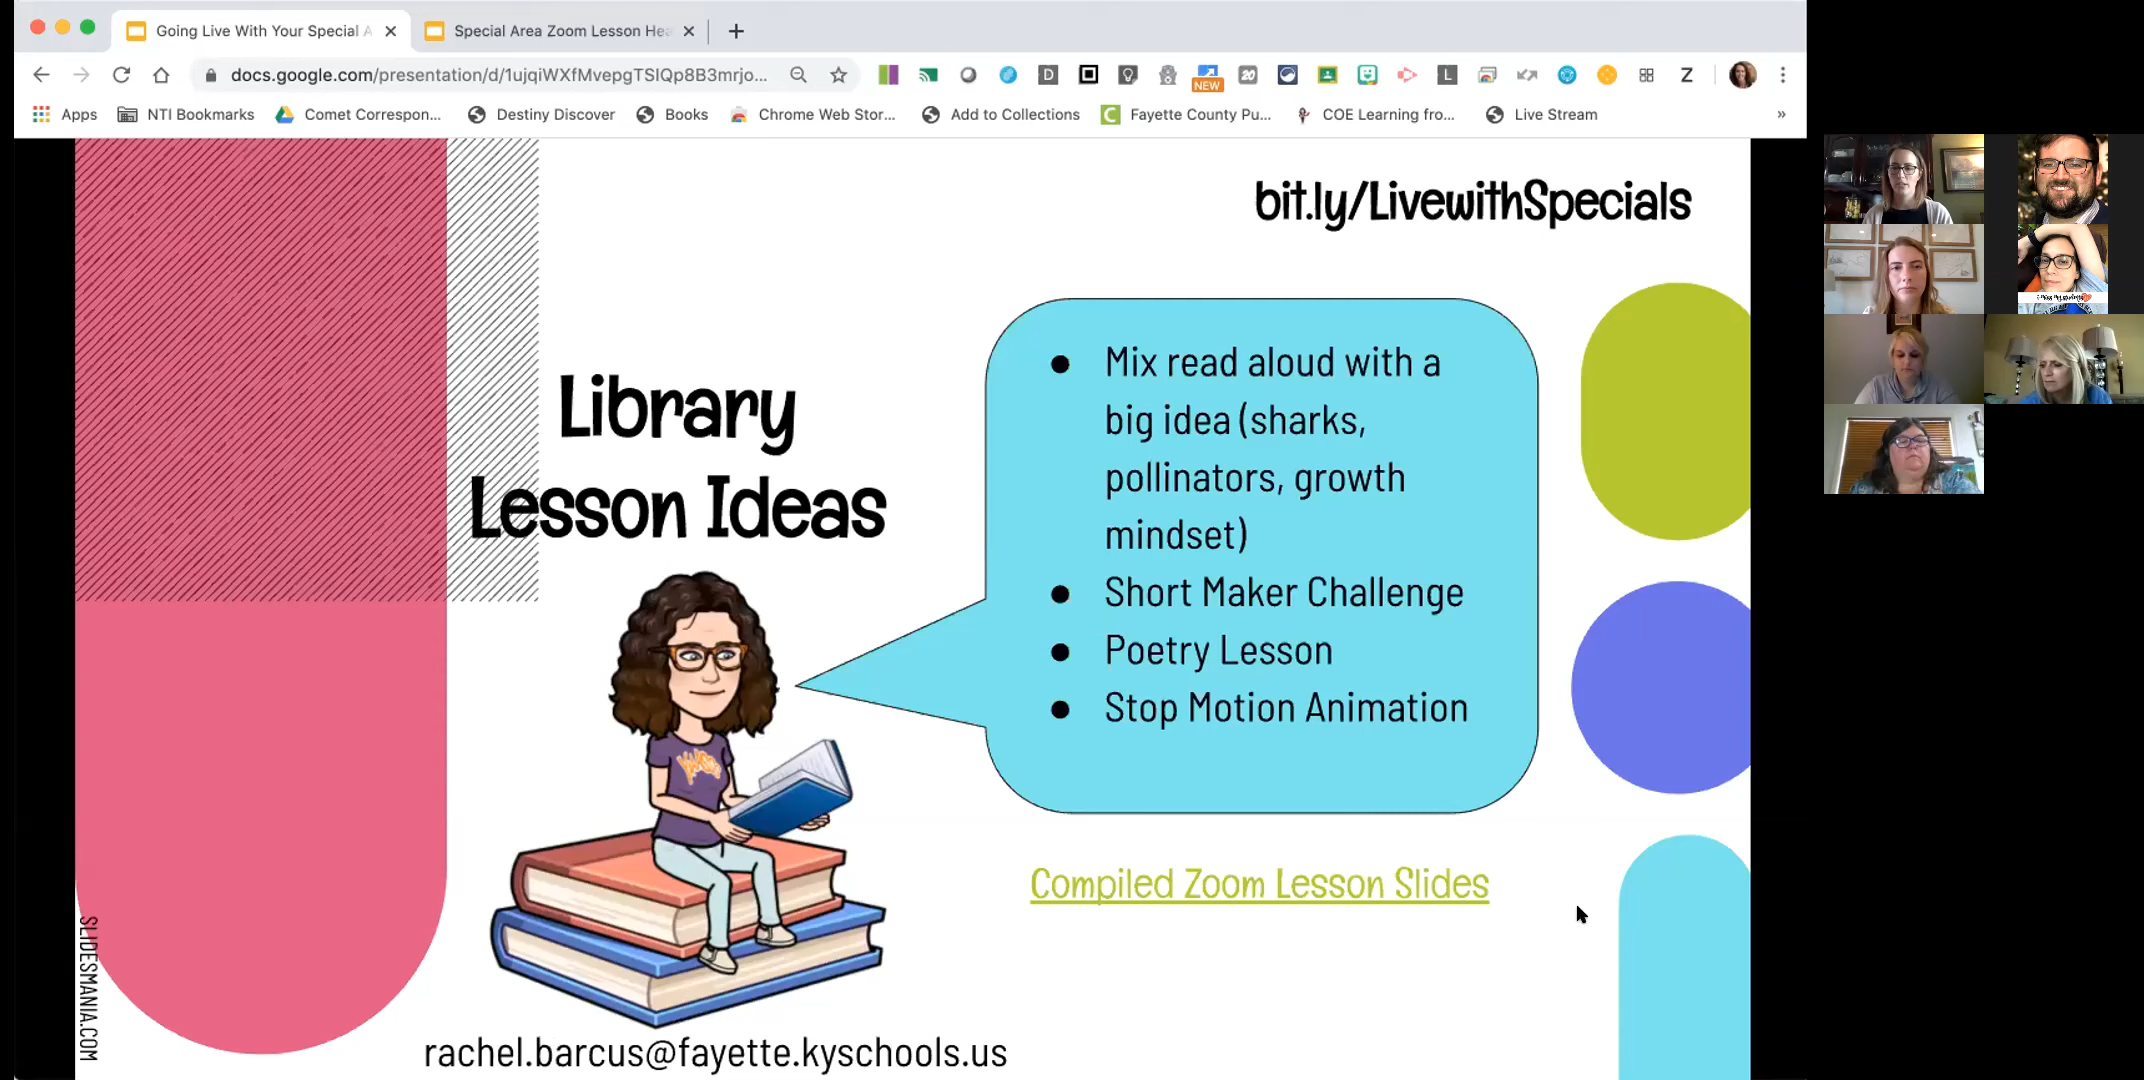 Going Live With Your Special A
Special Area Zoom Lesson Hea
docs.google.com/presentation/d/1ujqiWXfMvepgTSIQp8B3mrjo...
D
NEW
20
L
Z
Apps
NTI Bookmarks
Comet Correspon...
Destiny Discover
Books
Chrome Web Stor...
Add to Collections
Fayette County Pu...
COE Learning fro...
Live Stream
»
bit.ly/LivewithSpecials
Library
Lesson Ideas
● Mix read aloud with a
big idea (sharks,
pollinators, growth
mindset)
● Short Maker Challenge
● Poetry Lesson
● Stop Motion Animation
Compiled Zoom Lesson Slides
SLIDESMANIA.COM
rachel.barcus@fayette.kyschools.us